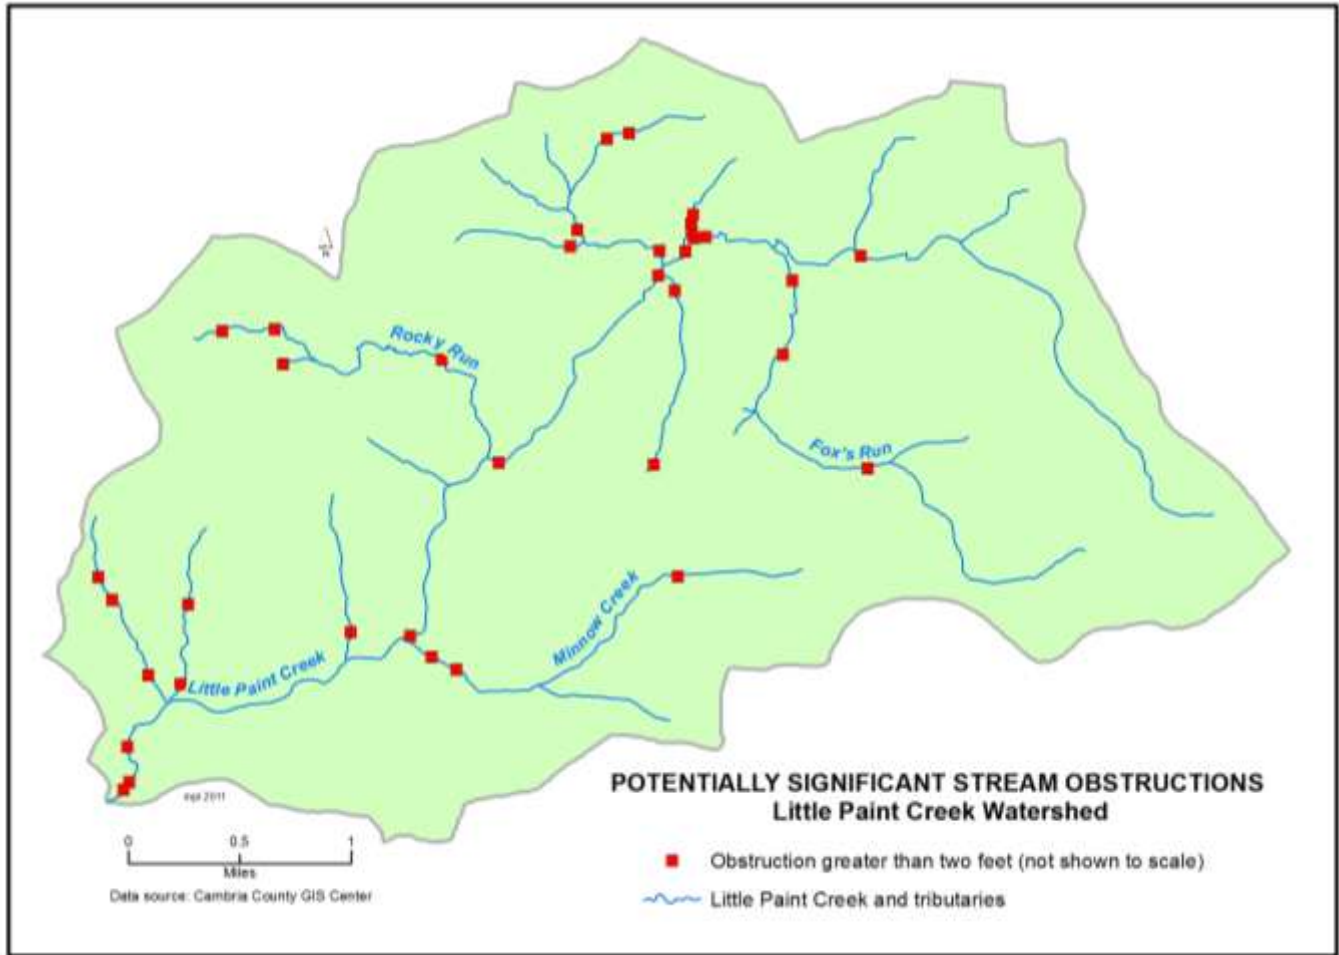 Rocky Run
Fox's Run
Minnow Creek
Little Paint Creek
2011
POTENTIALLY SIGNIFICANT STREAM OBSTRUCTIONS
Little Paint Creek Watershed
0 0.5 1
Miles
Obstruction greater than two feet (not shown to scale)
Data source: Cambria County GIS Center
Little Paint Creek and tributaries